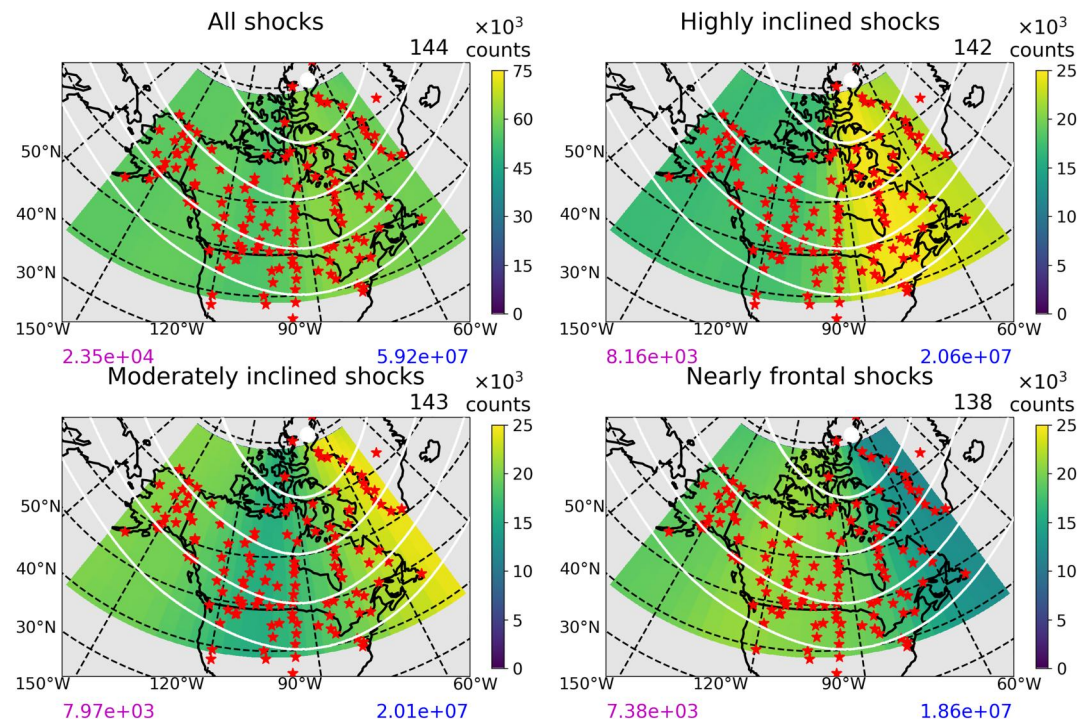 All shocks
144
×10³
counts
75
60
45
30
15
0
50°N
40°N
30°N
150°W
120°W
90°W
60°W
2.35e+04
5.92e+07
Highly inclined shocks
142
×10³
counts
25
20
15
10
5
0
50°N
40°N
30°N
150°W
120°W
90°W
60°W
8.16e+03
2.06e+07
Moderately inclined shocks
143
×10³
counts
25
20
15
10
5
0
50°N
40°N
30°N
150°W
120°W
90°W
60°W
7.97e+03
2.01e+07
Nearly frontal shocks
138
×10³
counts
25
20
15
10
5
0
50°N
40°N
30°N
150°W
120°W
90°W
60°W
7.38e+03
1.86e+07